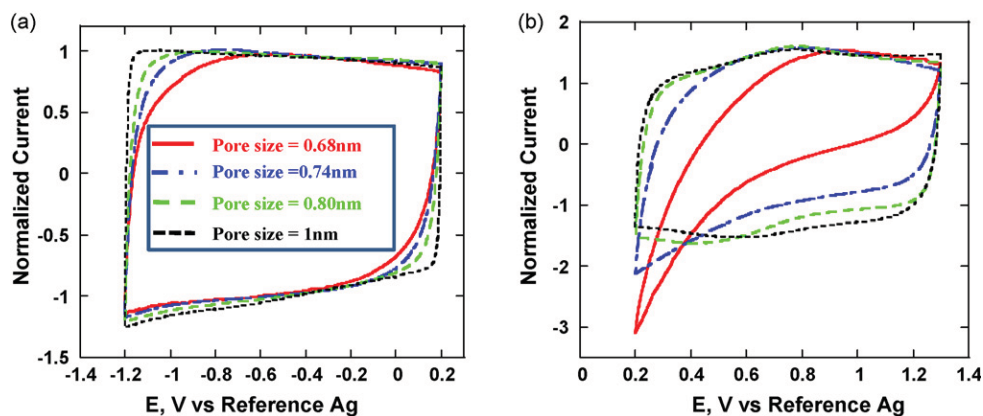 (a)
Normalized Current
1
0.5
0
-0.5
-1
-1.5
Pore size = 0.68nm
Pore size =0.74nm
Pore size = 0.80nm
Pore size = 1nm
-1.4 -1.2 -1 -0.8 -0.6 -0.4 -0.2 0 0.2
E, V vs Reference Ag
(b)
Normalized Current
2
1
0
-1
-2
-3
0 0.2 0.4 0.6 0.8 1 1.2 1.4
E, V vs Reference Ag